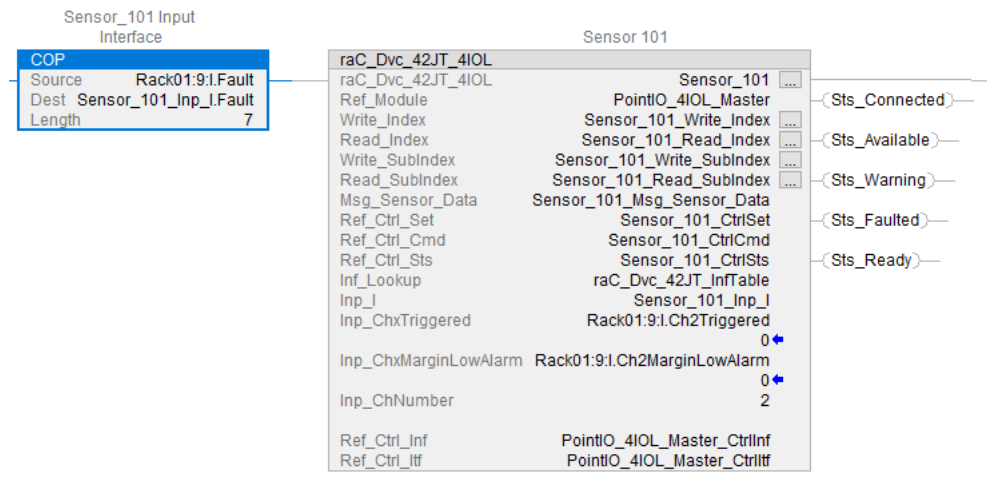 Sensor_101 Input
Interface
COP
Source Rack01:9:I.Fault
Dest Sensor_101_Inp_I.Fault
Length 7
Sensor 101
raC_Dvc_42JT_4IOL
raC_Dvc_42JT_4IOL Sensor_101 ...
Ref_Module PointIO_4IOL_Master (Sts_Connected)
Write_Index Sensor_101_Write_Index ...
Read_Index Sensor_101_Read_Index ... (Sts_Available)
Write_SubIndex Sensor_101_Write_SubIndex ...
Read_SubIndex Sensor_101_Read_SubIndex ... (Sts_Warning)
Msg_Sensor_Data Sensor_101_Msg_Sensor_Data
Ref_Ctrl_Set Sensor_101_CtrlSet (Sts_Faulted)
Ref_Ctrl_Cmd Sensor_101_CtrlCmd
Ref_Ctrl_Sts Sensor_101_CtrlSts (Sts_Ready)
Inf_Lookup raC_Dvc_42JT_InfTable
Inp_I Sensor_101_Inp_I
Inp_ChxTriggered Rack01:9:I.Ch2Triggered
0
Inp_ChxMarginLowAlarm Rack01:9:I.Ch2MarginLowAlarm
0
Inp_ChNumber 2
Ref_Ctrl_Inf PointIO_4IOL_Master_CtrlInf
Ref_Ctrl_Itf PointIO_4IOL_Master_CtrlItf